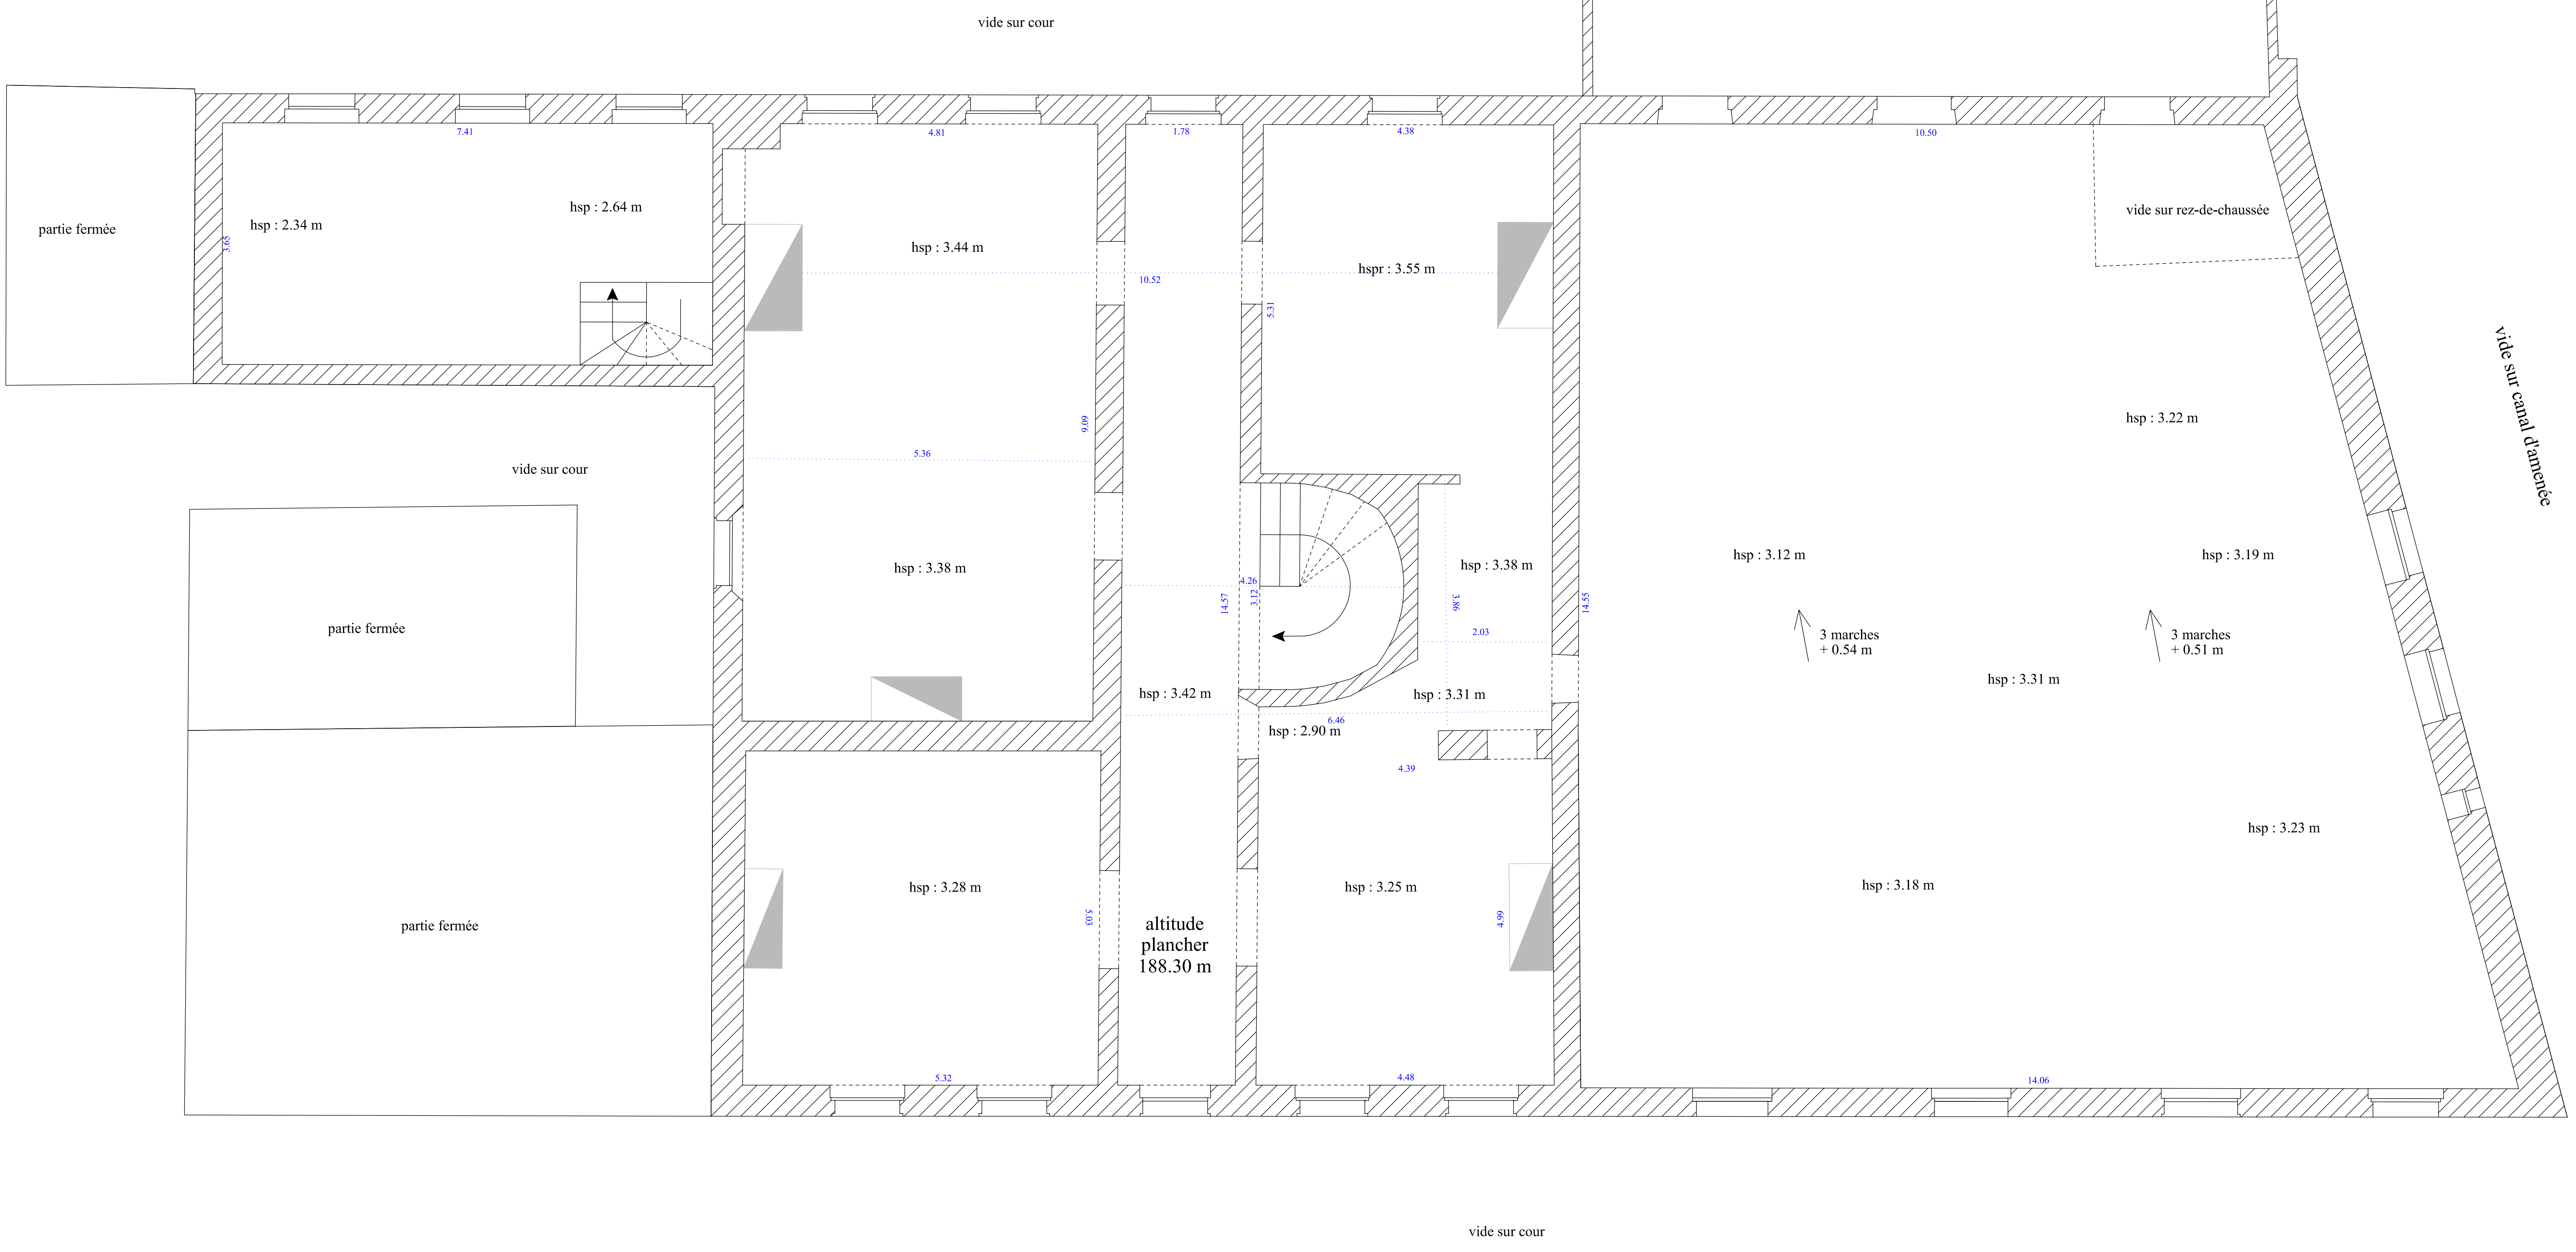 vide sur cour
7.41
4.81
1.78
4.38
10.50
partie fermée
hsp : 2.34 m
hsp : 2.64 m
3.65
hsp : 3.44 m
10.52
hspr : 3.55 m
5.31
vide sur rez-de-chaussée
vide sur canal d'amenée
hsp : 3.22 m
9.09
5.36
vide sur cour
hsp : 3.38 m
4.26
3.12
14.57
hsp : 3.38 m
3.86
14.55
2.03
hsp : 3.12 m
hsp : 3.19 m
partie fermée
3 marches
+ 0.54 m
3 marches
+ 0.51 m
hsp : 3.42 m
hsp : 3.31 m
hsp : 3.31 m
6.46
hsp : 2.90 m
4.39
hsp : 3.23 m
hsp : 3.28 m
hsp : 3.25 m
hsp : 3.18 m
5.03
4.99
partie fermée
altitude
plancher
188.30 m
5.32
4.48
14.06
vide sur cour